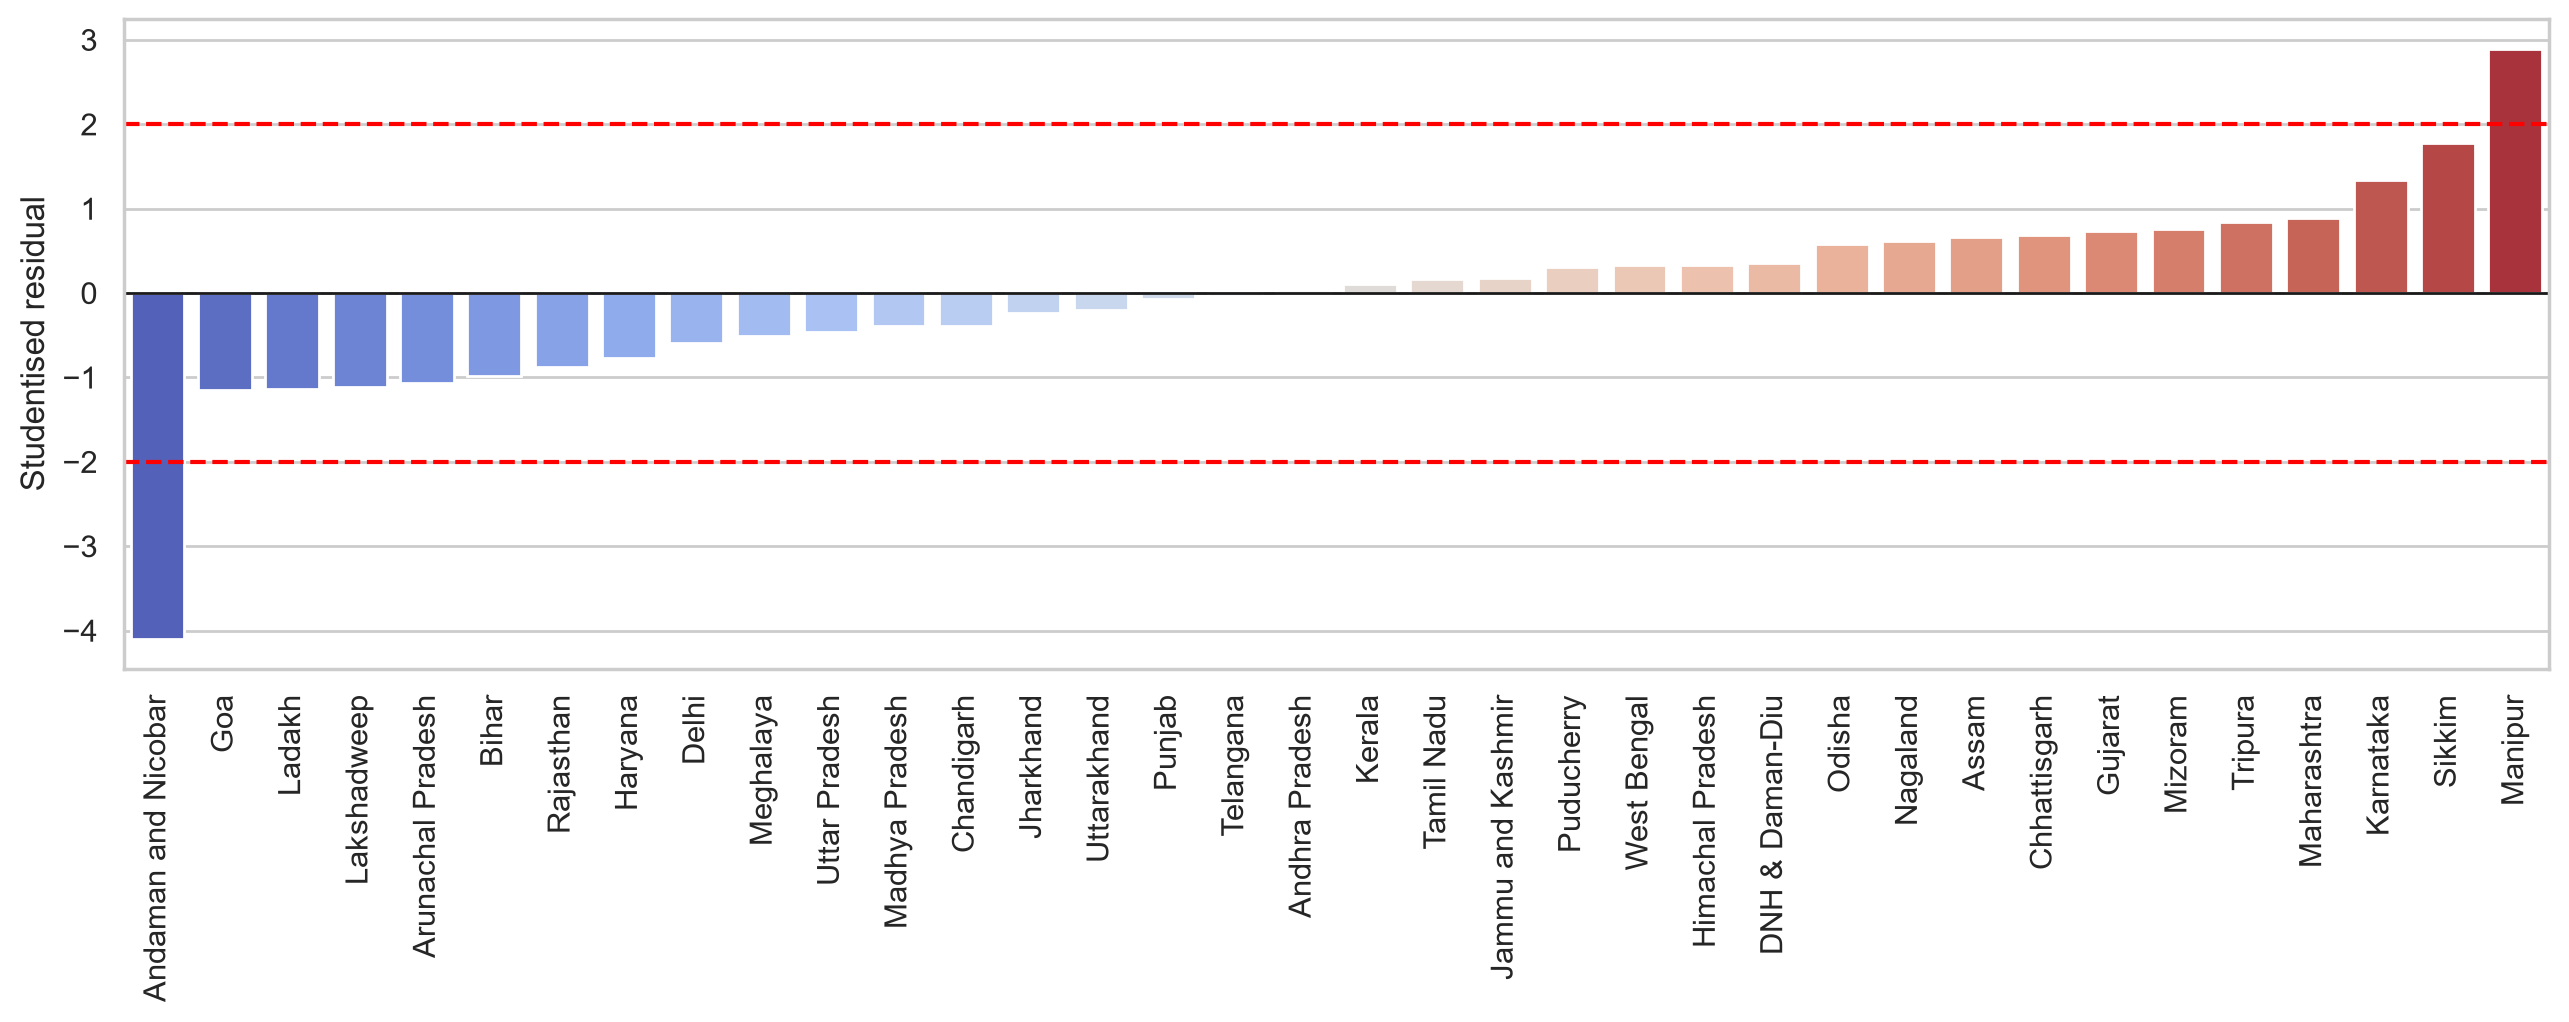 Studentised residual
3
2
1
0
−1
−2
−3
−4
Andaman and Nicobar
Goa
Ladakh
Lakshadweep
Arunachal Pradesh
Bihar
Rajasthan
Haryana
Delhi
Meghalaya
Uttar Pradesh
Madhya Pradesh
Chandigarh
Jharkhand
Uttarakhand
Punjab
Telangana
Andhra Pradesh
Kerala
Tamil Nadu
Jammu and Kashmir
Puducherry
West Bengal
Himachal Pradesh
DNH & Daman-Diu
Odisha
Nagaland
Assam
Chhattisgarh
Gujarat
Mizoram
Tripura
Maharashtra
Karnataka
Sikkim
Manipur